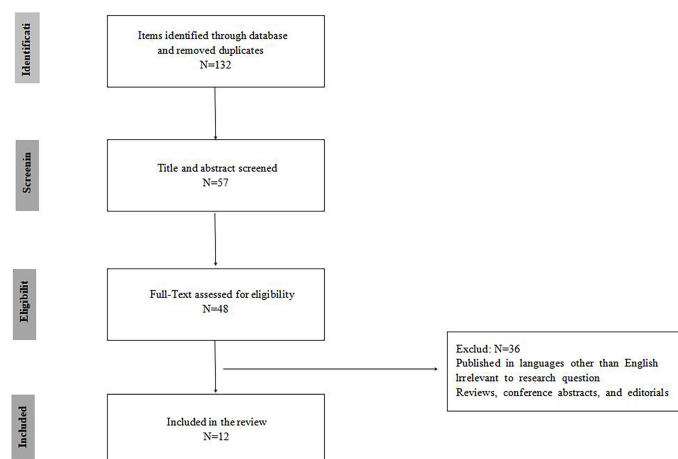 Identificati
Items identified through database
and removed duplicates
N=132
Screenin
Title and abstract screened
N=57
Eligibilit
Full-Text assessed for eligibility
N=48
Exclud: N=36
Published in languages other than English
lrrelevant to research question
Reviews, conference abstracts, and editorials
Included
Included in the review
N=12